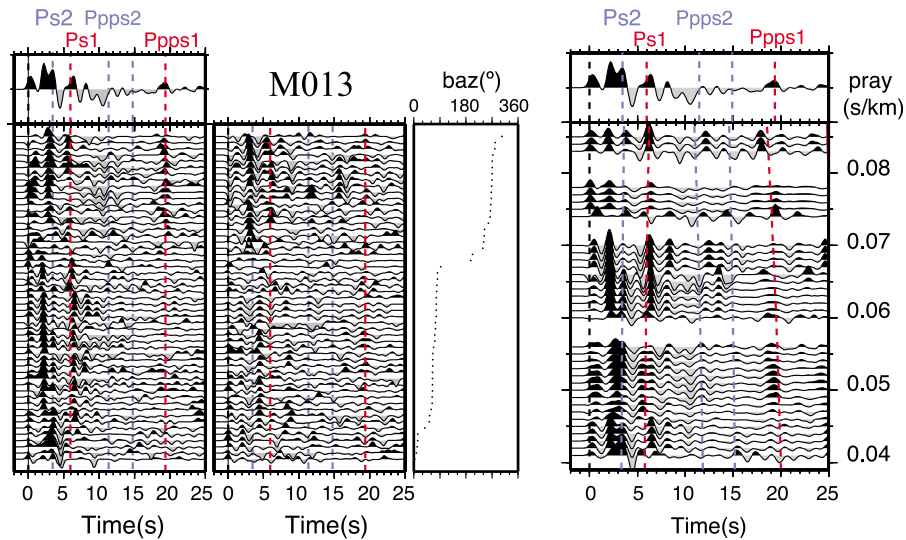 Ps2 Ppps2
Ps1 Ppps1
M013
baz(º)
0 180 360
0 5 10 15 20 25
Time(s)
0 5 10 15 20 25
Time(s)
Ps2 Ppps2
Ps1 Ppps1
pray
(s/km)
0.08
0.07
0.06
0.05
0.04
0 5 10 15 20 25
Time(s)